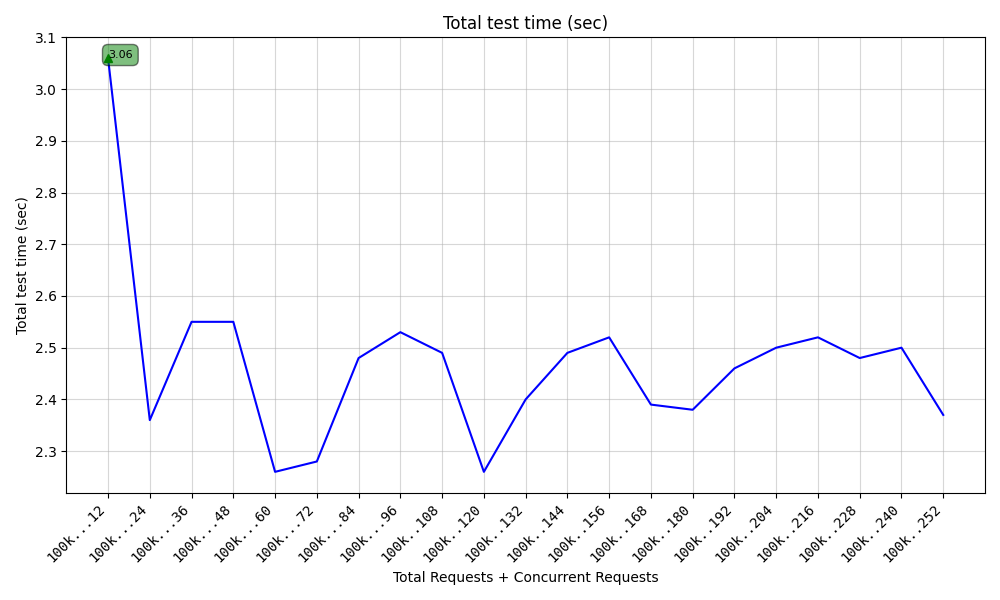 Total test time (sec)
3.06
Total test time (sec)
3.1
3.0
2.9
2.8
2.7
2.6
2.5
2.4
2.3
100k...12
100k...24
100k...36
100k...48
100k...60
100k...72
100k...84
100k...96
100k..108
100k..120
100k..132
100k..144
100k..156
100k..168
100k..180
100k..192
100k..204
100k..216
100k..228
100k..240
100k..252
Total Requests + Concurrent Requests